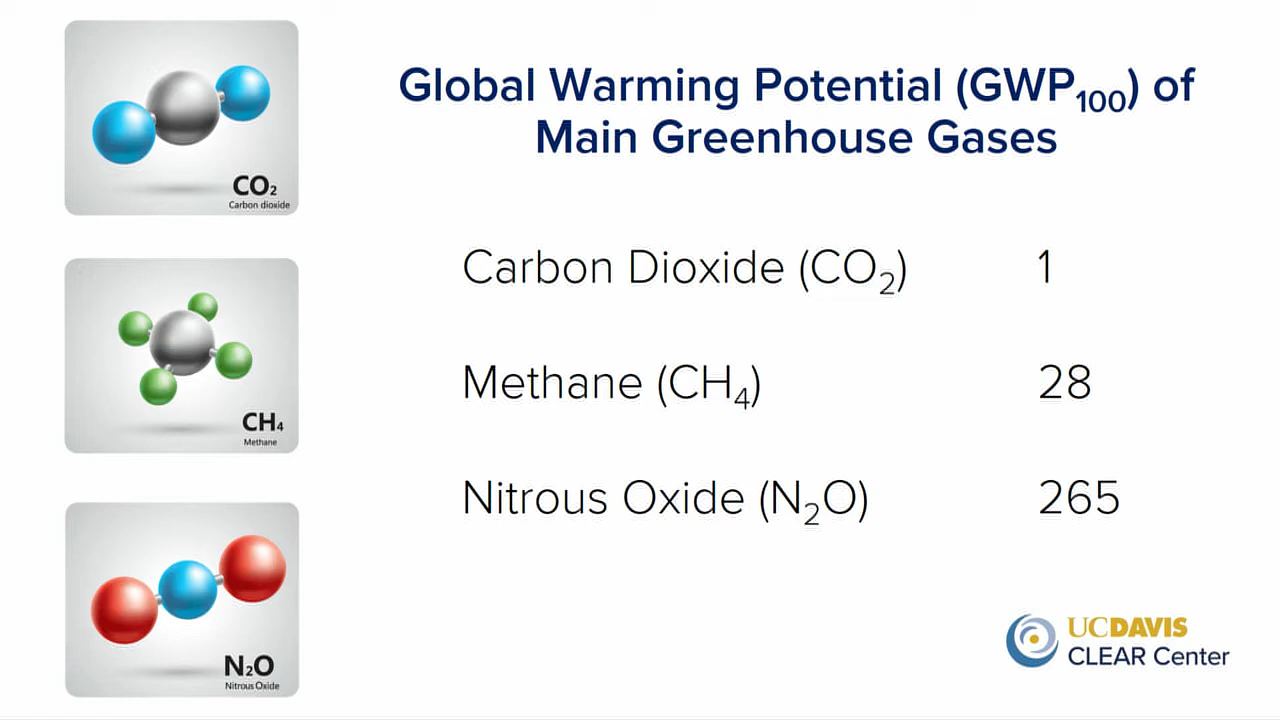 CO₂
Carbon dioxide
CH₄
Methane
N₂O
Nitrous Oxide
Global Warming Potential (GWP₁₀₀) of
Main Greenhouse Gases
Carbon Dioxide (CO₂) 1
Methane (CH₄) 28
Nitrous Oxide (N₂O) 265
UCDAVIS
CLEAR Center